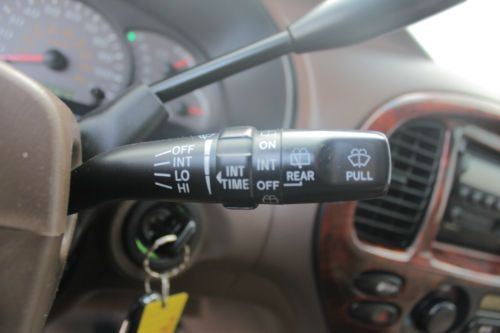 OFF
INT
LO
HI
INT
TIME
ON
INT
OFF
REAR
PULL